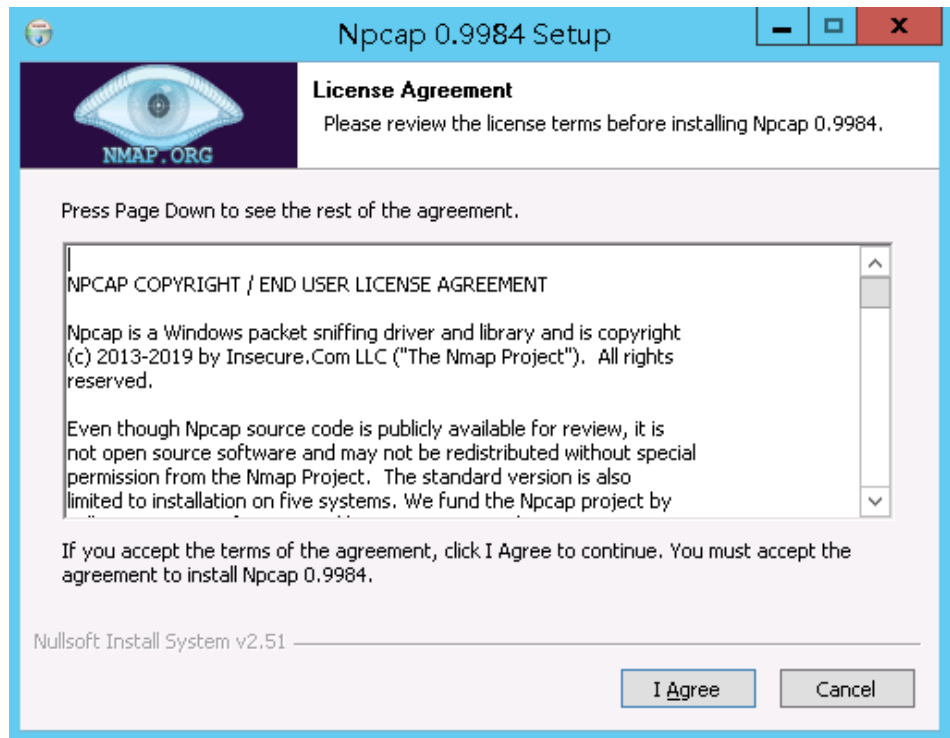 Npcap 0.9984 Setup
NMAP.ORG
License Agreement
Please review the license terms before installing Npcap 0.9984.
Press Page Down to see the rest of the agreement.
NPCAP COPYRIGHT / END USER LICENSE AGREEMENT
Npcap is a Windows packet sniffing driver and library and is copyright
(c) 2013-2019 by Insecure.Com LLC ("The Nmap Project").  All rights
reserved.
Even though Npcap source code is publicly available for review, it is
not open source software and may not be redistributed without special
permission from the Nmap Project.  The standard version is also
limited to installation on five systems. We fund the Npcap project by
If you accept the terms of the agreement, click I Agree to continue. You must accept the
agreement to install Npcap 0.9984.
Nullsoft Install System v2.51
I Agree
Cancel